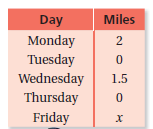 Day Miles
Monday 2
Tuesday 0
Wednesday 1.5
Thursday 0
Friday x